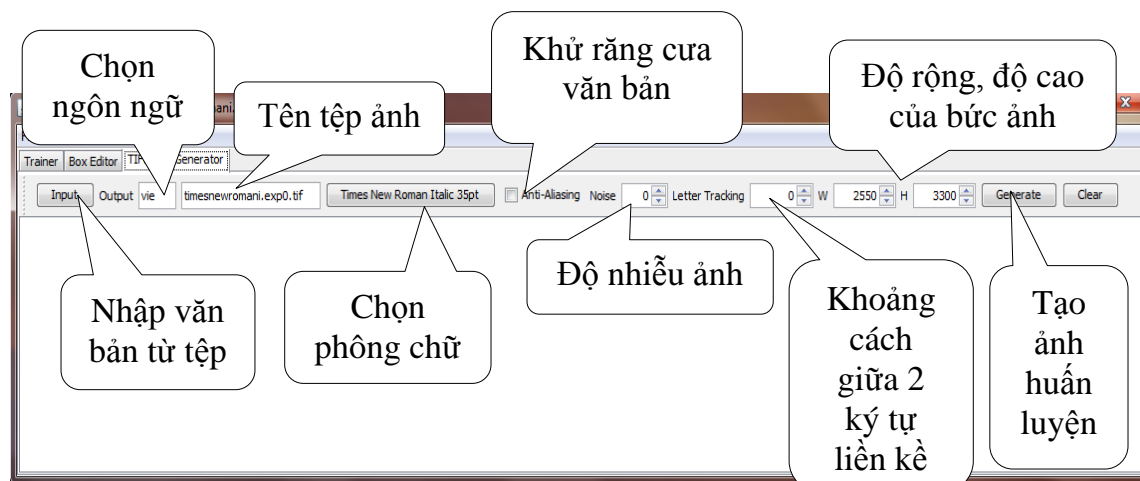 Chọn
ngôn ngữ
Tên tệp ảnh
Khử răng cưa
văn bản
Độ rộng, độ cao
của bức ảnh
Trainer Box Editor Generator
Input Output vie timesnewromani.exp0.tif Times New Roman Italic 35pt Anti-Aliasing Noise 0 Letter Tracking 0 W 2550 H 3300 Generate Clear
Nhập văn
bản từ tệp
Chọn
phông chữ
Độ nhiễu ảnh
Khoảng
cách
giữa 2
ký tự
liền kề
Tạo
ảnh
huấn
luyện